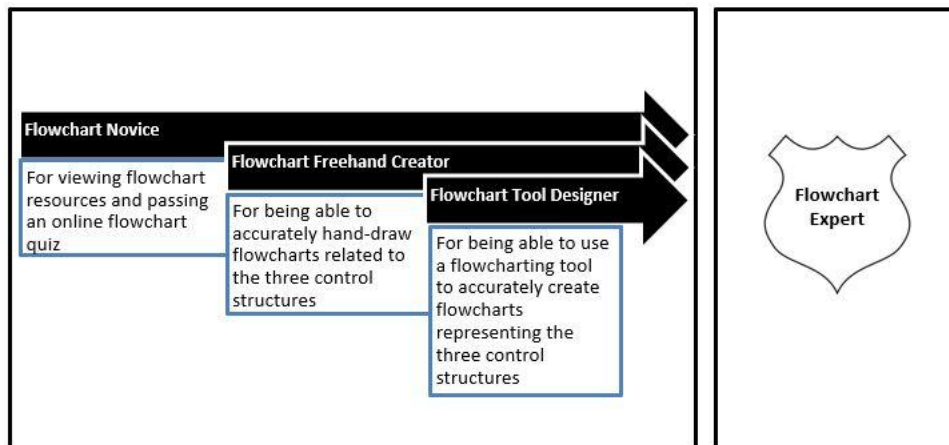 Flowchart Novice
For viewing flowchart
resources and passing
an online flowchart
quiz
Flowchart Freehand Creator
For being able to
accurately hand-draw
flowcharts related to
the three control
structures
Flowchart Tool Designer
For being able to use
a flowcharting tool
to accurately create
flowcharts
representing the
three control
structures
Flowchart
Expert